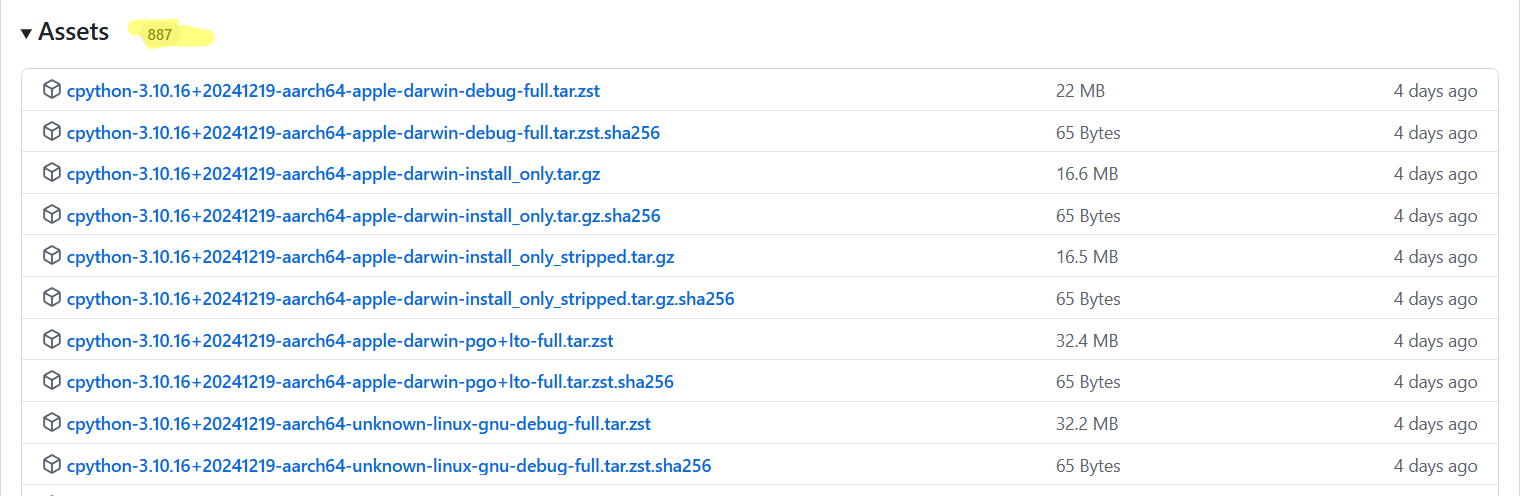 Assets 887
cpython-3.10.16+20241219-aarch64-apple-darwin-debug-full.tar.zst 22 MB 4 days ago
cpython-3.10.16+20241219-aarch64-apple-darwin-debug-full.tar.zst.sha256 65 Bytes 4 days ago
cpython-3.10.16+20241219-aarch64-apple-darwin-install_only.tar.gz 16.6 MB 4 days ago
cpython-3.10.16+20241219-aarch64-apple-darwin-install_only.tar.gz.sha256 65 Bytes 4 days ago
cpython-3.10.16+20241219-aarch64-apple-darwin-install_only_stripped.tar.gz 16.5 MB 4 days ago
cpython-3.10.16+20241219-aarch64-apple-darwin-install_only_stripped.tar.gz.sha256 65 Bytes 4 days ago
cpython-3.10.16+20241219-aarch64-apple-darwin-pgo+lto-full.tar.zst 32.4 MB 4 days ago
cpython-3.10.16+20241219-aarch64-apple-darwin-pgo+lto-full.tar.zst.sha256 65 Bytes 4 days ago
cpython-3.10.16+20241219-aarch64-unknown-linux-gnu-debug-full.tar.zst 32.2 MB 4 days ago
cpython-3.10.16+20241219-aarch64-unknown-linux-gnu-debug-full.tar.zst.sha256 65 Bytes 4 days ago